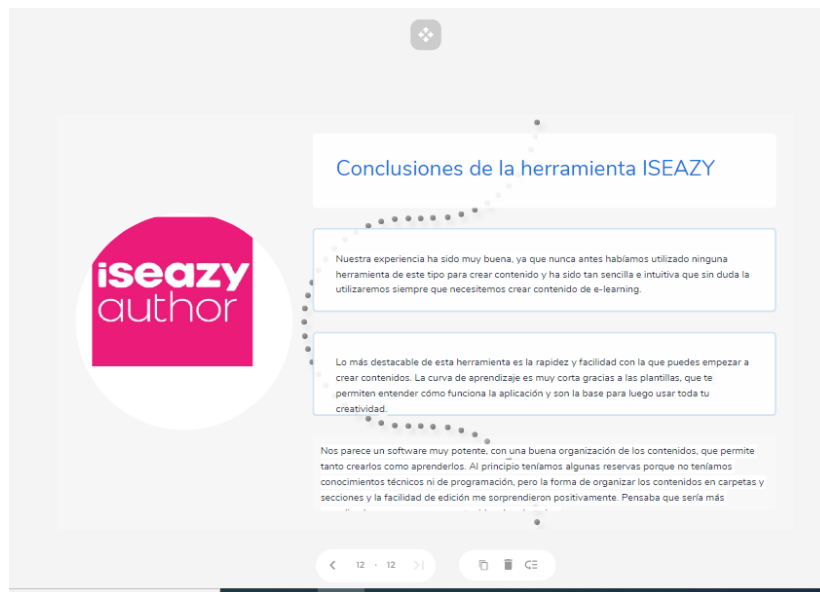 Conclusiones de la herramienta ISEAZY
iseazy
author
Nuestra experiencia ha sido muy buena, ya que nunca antes habíamos utilizado ninguna
herramienta de este tipo para crear contenido y ha sido tan sencilla e intuitiva que sin duda la
utilizaremos siempre que necesitemos crear contenido de e-learning.
Lo más destacable de esta herramienta es la rapidez y facilidad con la que puedes empezar a
crear contenidos. La curva de aprendizaje es muy corta gracias a las plantillas, que te
permiten entender cómo funciona la aplicación y son la base para luego usar toda tu
creatividad.
Nos parece un software muy potente, con una buena organización de los contenidos, que permite
tanto crearlos como aprenderlos. Al principio teníamos algunas reservas porque no teníamos
conocimientos técnicos ni de programación, pero la forma de organizar los contenidos en carpetas y
secciones y la facilidad de edición me sorprendieron positivamente. Pensaba que sería más
12 - 12